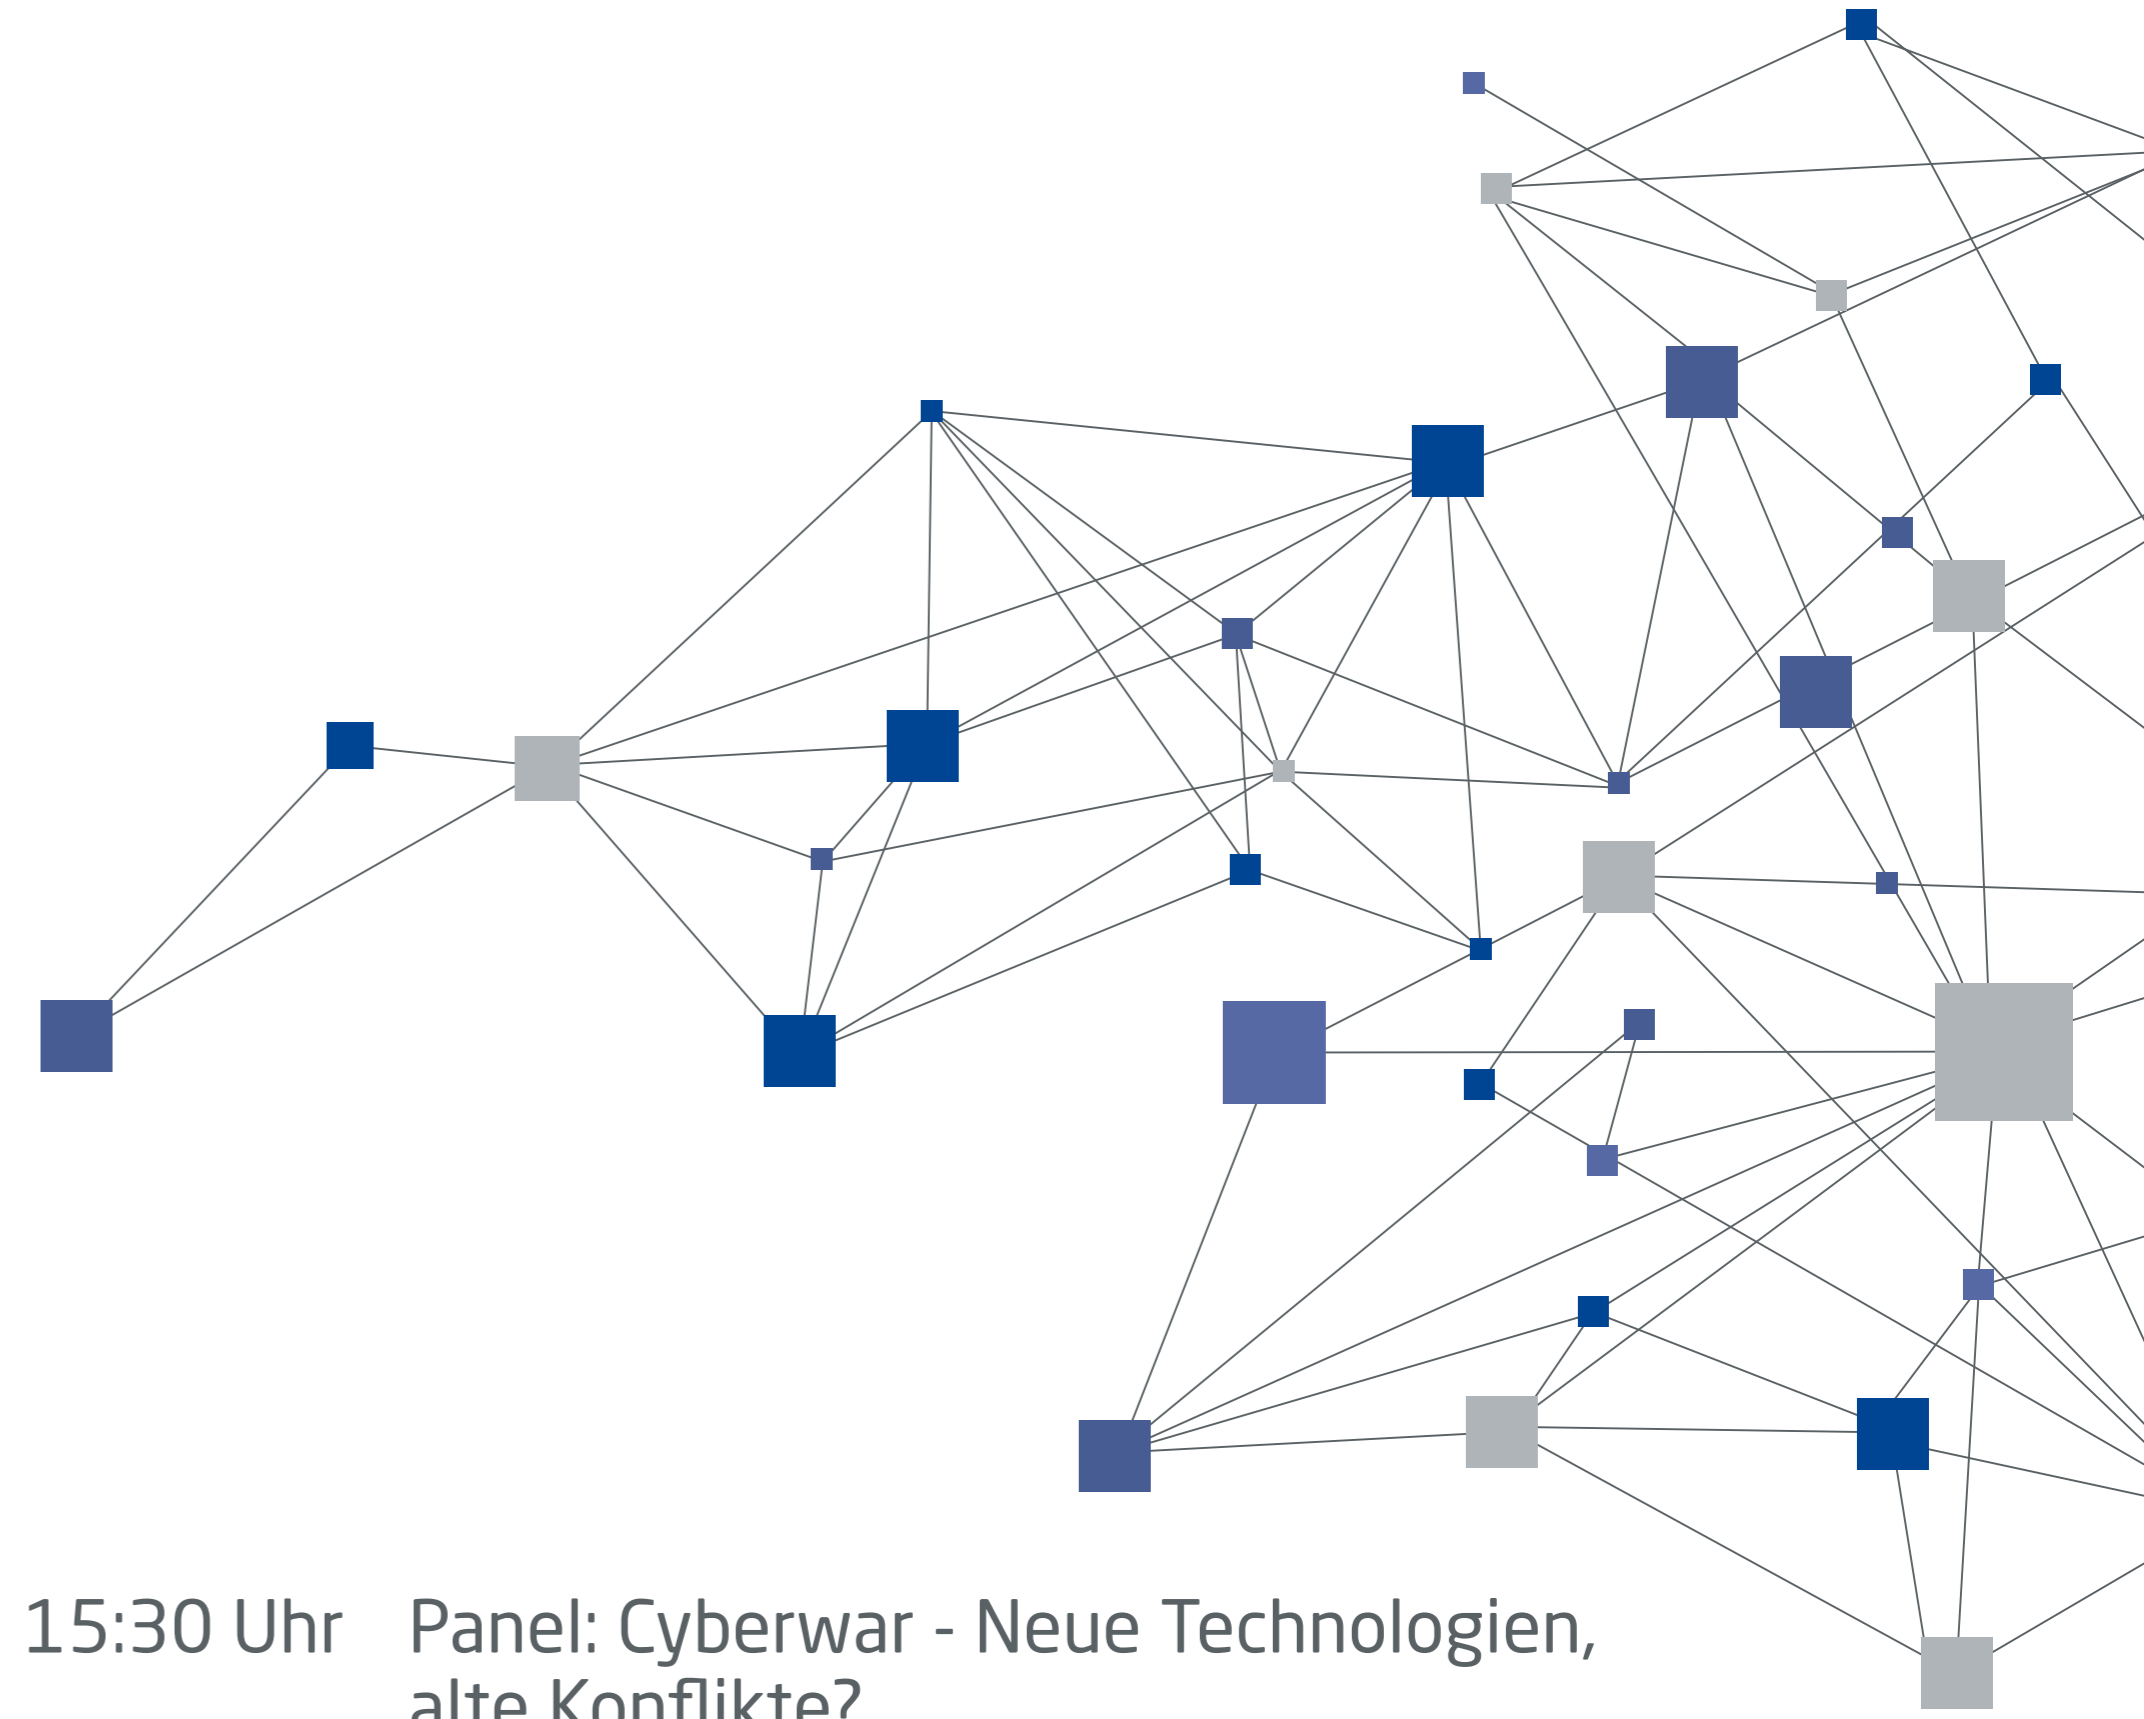 15:30 Uhr Panel: Cyberwar - Neue Technologien,
alte Konflikte?